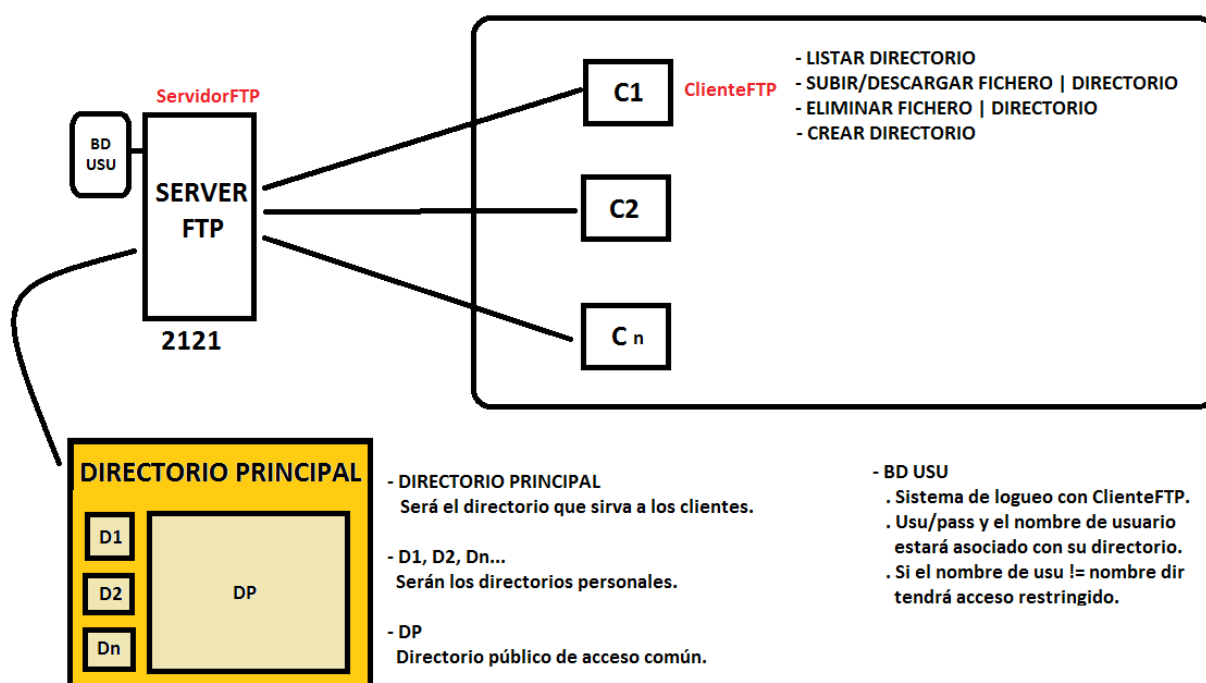 ServidorFTP
BD
USU
SERVER
FTP
2121
C1
ClienteFTP
C2
C n
- LISTAR DIRECTORIO
- SUBIR/DESCARGAR FICHERO | DIRECTORIO
- ELIMINAR FICHERO | DIRECTORIO
- CREAR DIRECTORIO
DIRECTORIO PRINCIPAL
D1
D2
Dn
DP
- DIRECTORIO PRINCIPAL
Será el directorio que sirva a los clientes.
- D1, D2, Dn...
Serán los directorios personales.
- DP
Directorio público de acceso común.
- BD USU
. Sistema de logueo con ClienteFTP.
. Usu/pass y el nombre de usuario
estará asociado con su directorio.
. Si el nombre de usu != nombre dir
tendrá acceso restringido.